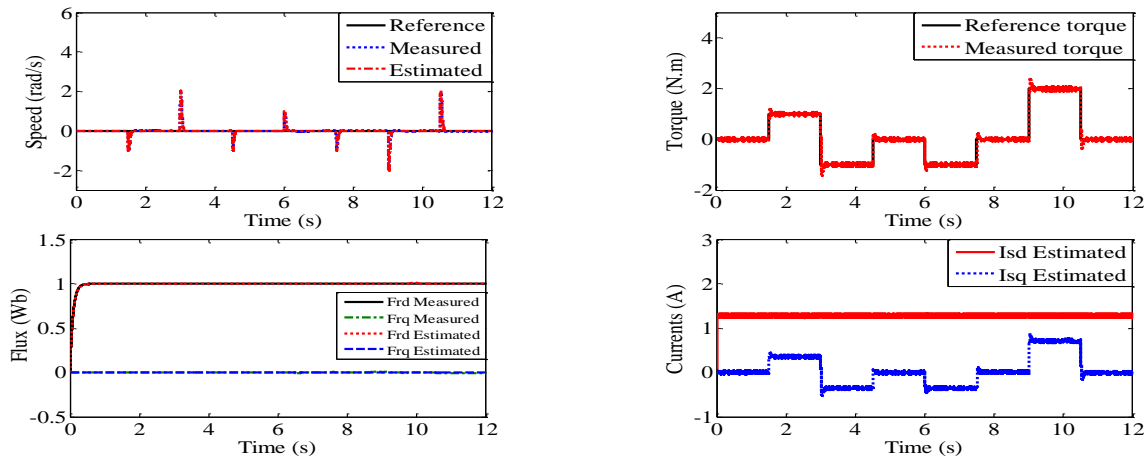 6
4
2
0
-2
Speed (rad/s)
Reference
Measured
Estimated
0 2 4 6 8 10 12
Time (s)
5
4
2
0
-2
Torque (N.m)
Reference torque
Measured torque
0 2 4 6 8 10 12
Time (s)
1.5
1
0.5
0
-0.5
Flux (Wb)
Frd Measured
Frq Measured
Frd Estimated
Frq Estimated
0 2 4 6 8 10 12
Time (s)
3
2
1
0
-1
Currents (A)
Isd Estimated
Isq Estimated
0 2 4 6 8 10 12
Time (s)